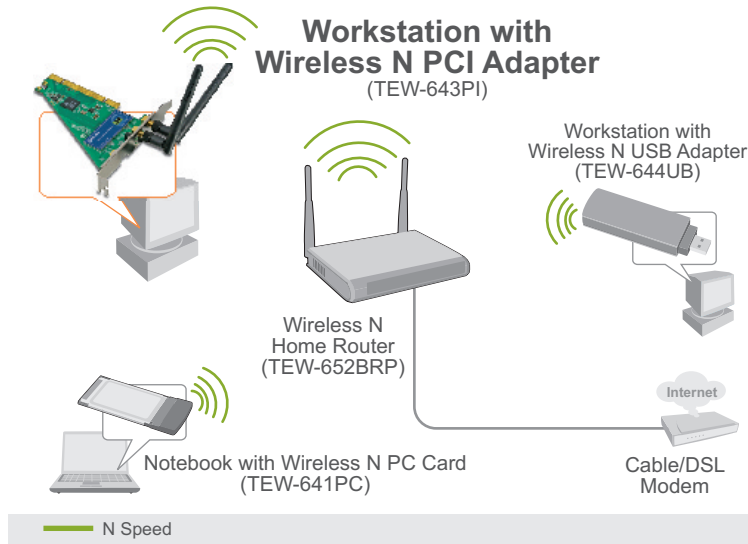 Workstation with
Wireless N PCI Adapter
(TEW-643PI)
Workstation with
Wireless N USB Adapter
(TEW-644UB)
Wireless N
Home Router
(TEW-652BRP)
Internet
Notebook with Wireless N PC Card
(TEW-641PC)
Cable/DSL
Modem
N Speed